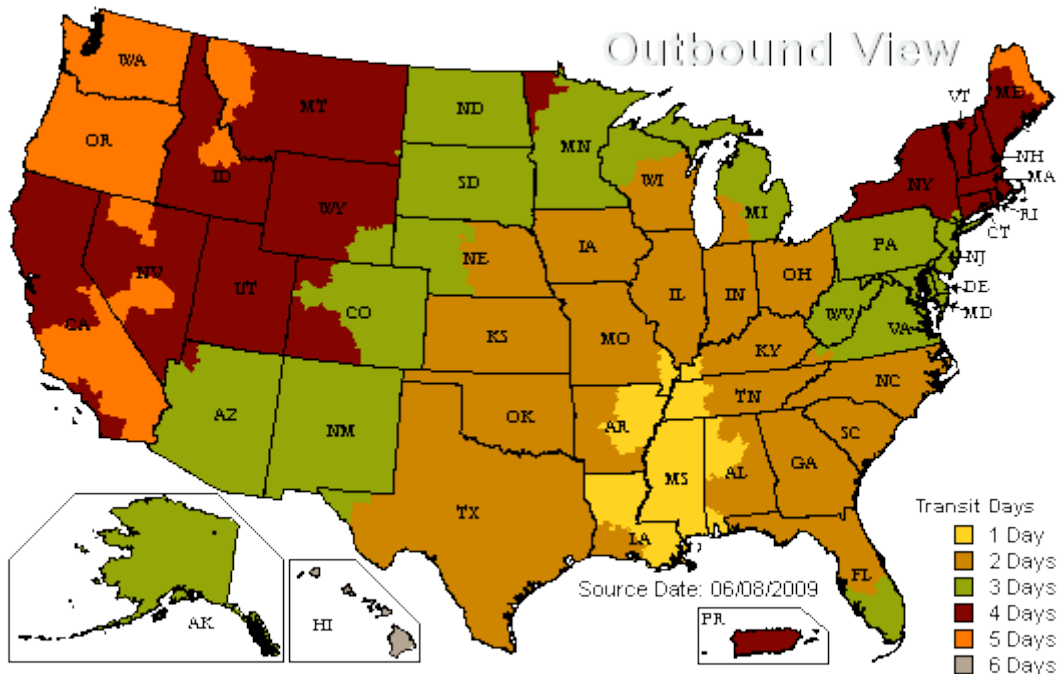 Outbound View
WA
MT
ND
MN
VT
ME
OR
ID
SD
WI
NH
MA
NY
WY
MI
RI
CT
IA
PA
NE
NJ
NV
UT
OH
IL
IN
DE
CA
CO
WV
MD
VA
KS
MO
KY
NC
TN
AZ
NM
OK
AR
SC
MS
AL
GA
TX
LA
FL
Transit Days
1 Day
2 Days
3 Days
4 Days
5 Days
6 Days
Source Date: 06/08/2009
AK
HI
PR